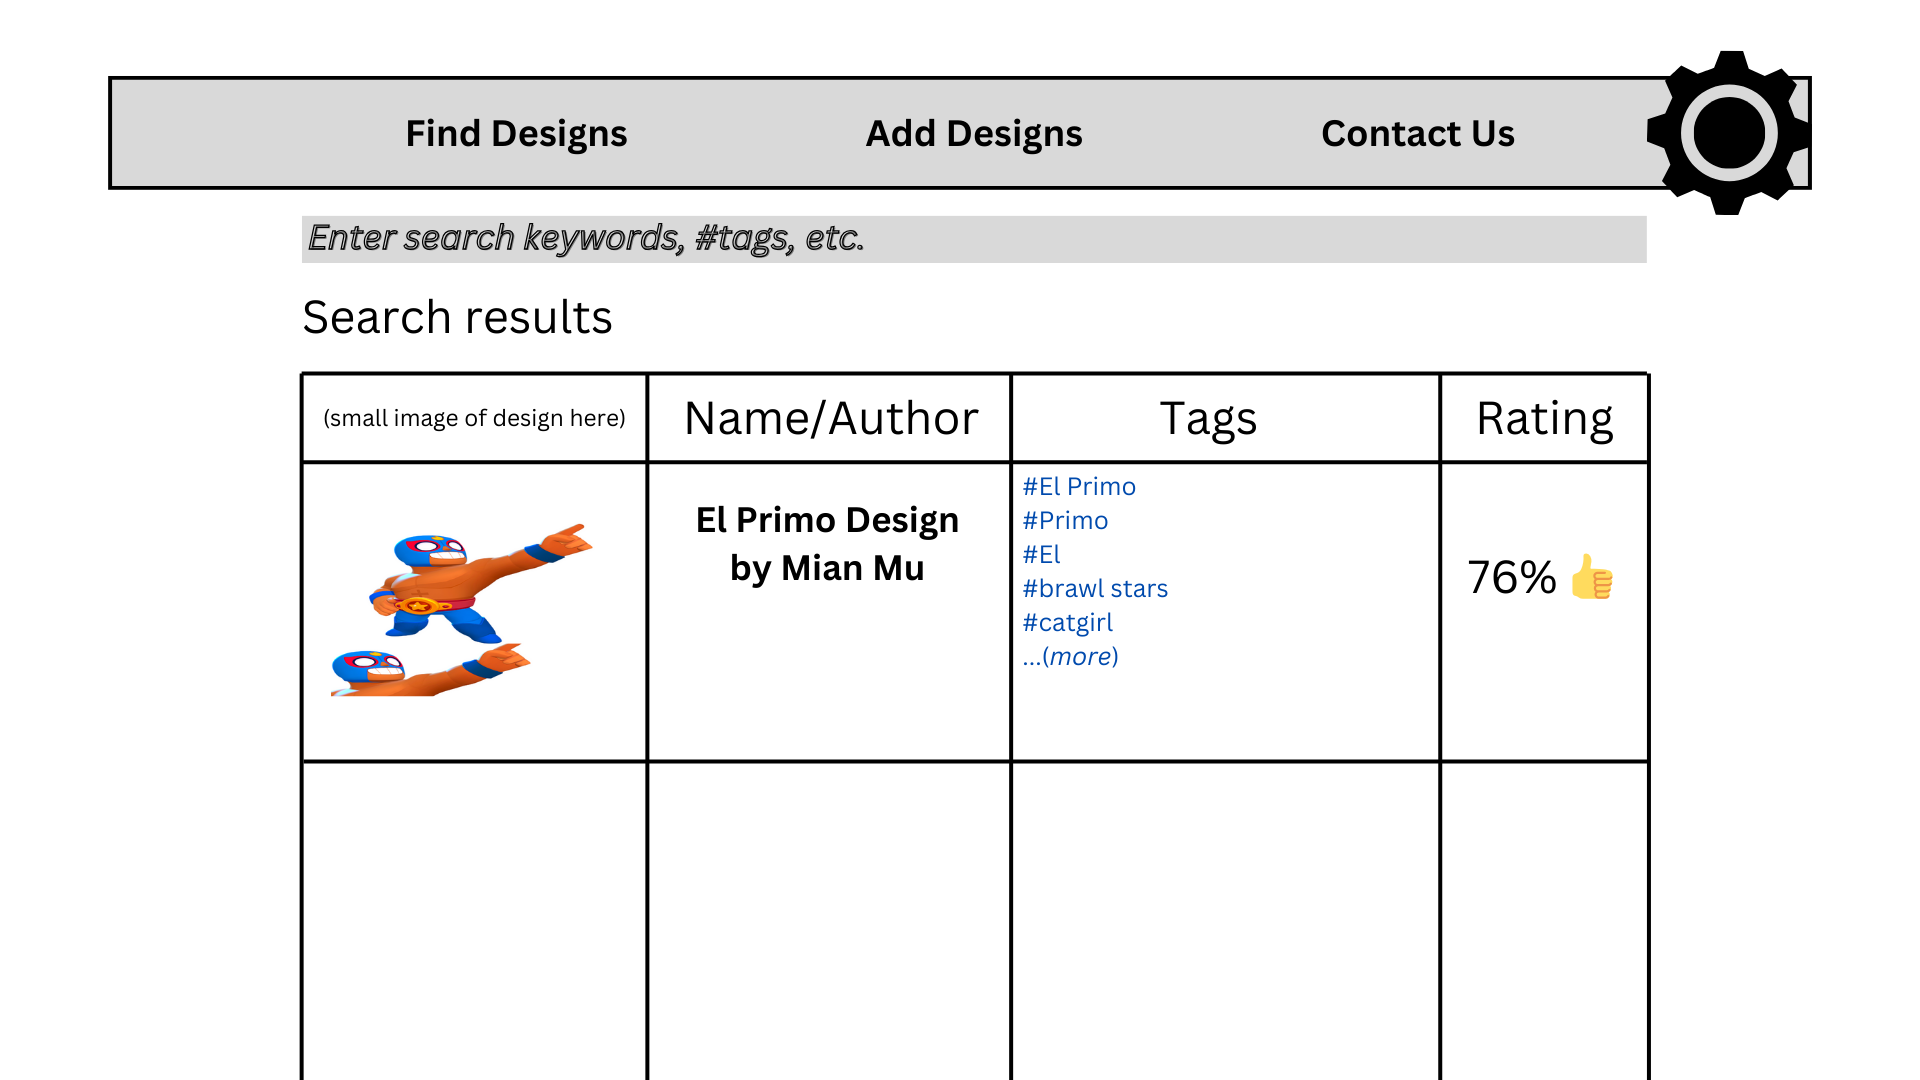 Find Designs
Add Designs
Contact Us
Enter search keywords, #tags, etc.
Search results
(small image of design here)
Name/Author
Tags
Rating
El Primo Design
by Mian Mu
#El Primo
#Primo
#El
#brawl stars
#catgirl
...(more)
76% 👍